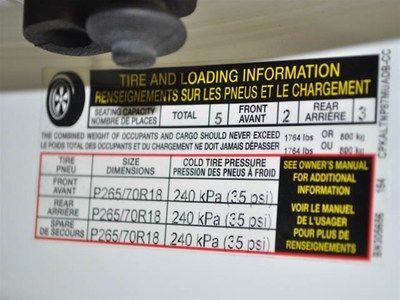 TIRE AND LOADING INFORMATION
RENSEIGNEMENTS SUR LES PNEUS ET LE CHARGEMENT
SEATING CAPACITY
NOMBRE DE PLACES
TOTAL 5 FRONT AVANT 2 REAR ARRIÈRE 3
THE COMBINED WEIGHT OF OCCUPANTS AND CARGO SHOULD NEVER EXCEED 1764 lbs OR 800 kg
LE POIDS TOTAL DES OCCUPANTS ET DU CHARGEMENT NE DOIT JAMAIS DÉPASSER 1764 lbs OU 800 kg
TIRE PNEU SIZE DIMENSIONS COLD TIRE PRESSURE PRESSION DES PNEUS À FROID
FRONT AVANT P265/70R18 240 kPa (35 psi)
REAR ARRIÈRE P265/70R18 240 kPa (35 psi)
SPARE DE SECOURS P265/70R18 240 kPa (35 psi)
SEE OWNER'S MANUAL
FOR ADDITIONAL
INFORMATION
VOIR LE MANUEL
DE L'USAGER
POUR PLUS DE
RENSEIGNEMENTS